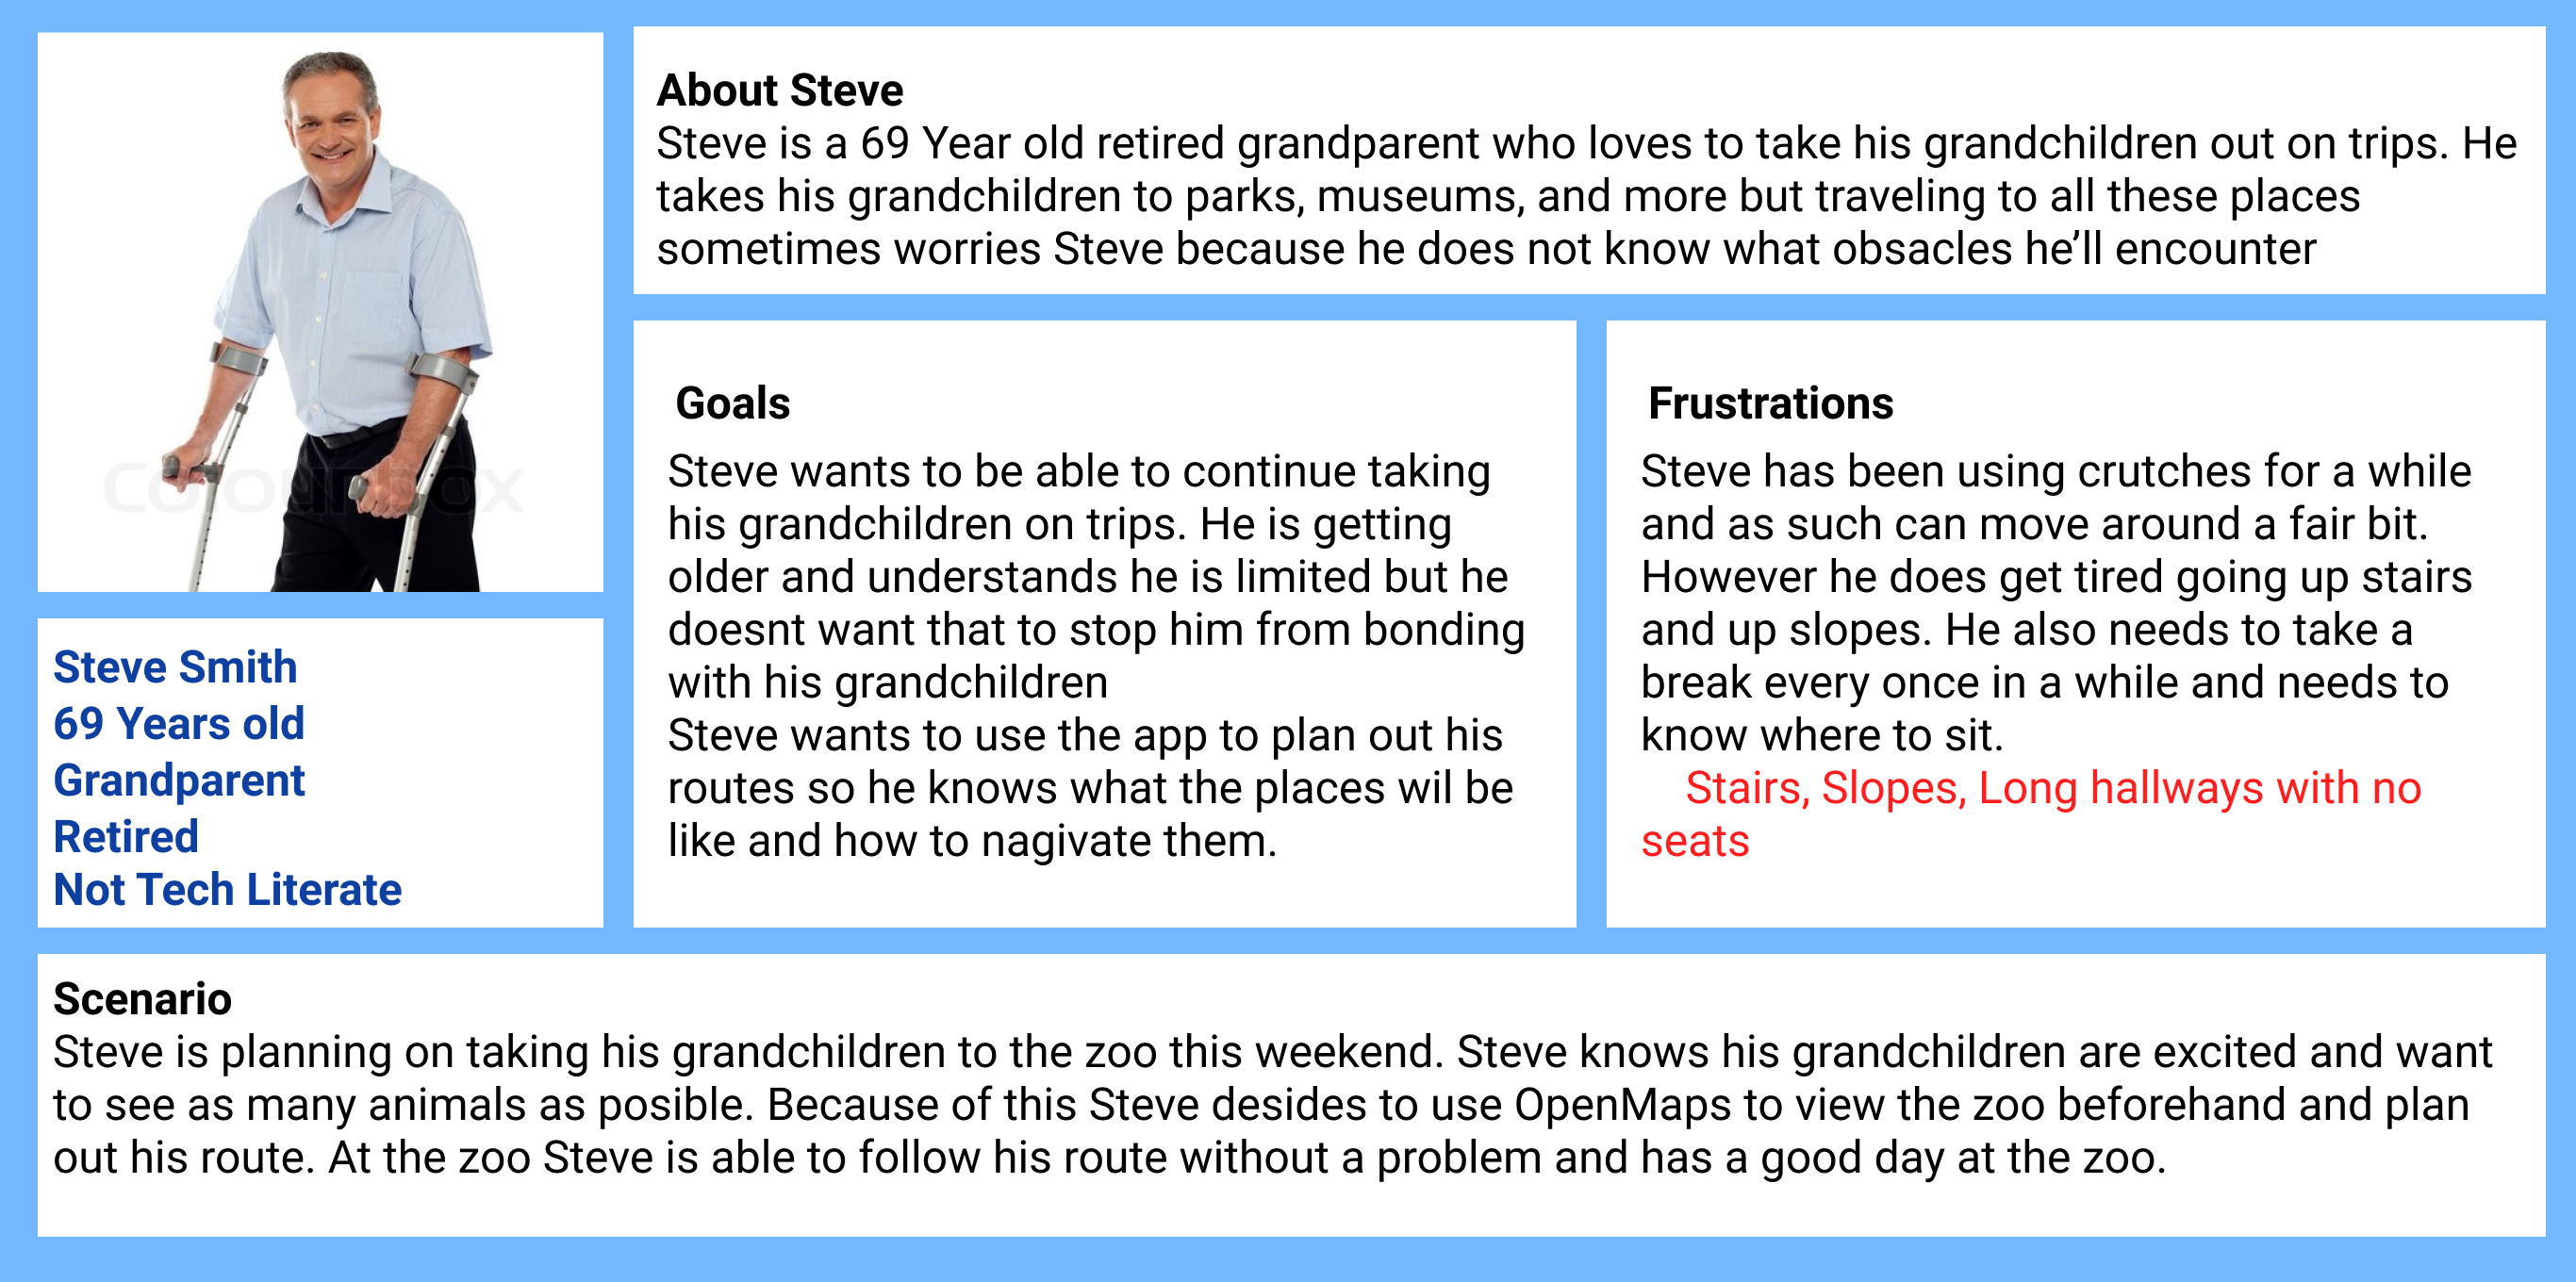 About Steve
Steve is a 69 Year old retired grandparent who loves to take his grandchildren out on trips. He
takes his grandchildren to parks, museums, and more but traveling to all these places
sometimes worries Steve because he does not know what obsacles he’ll encounter
colourbox
Steve Smith
69 Years old
Grandparent
Retired
Not Tech Literate
Goals
Steve wants to be able to continue taking
his grandchildren on trips. He is getting
older and understands he is limited but he
doesnt want that to stop him from bonding
with his grandchildren
Steve wants to use the app to plan out his
routes so he knows what the places wil be
like and how to nagivate them.
Frustrations
Steve has been using crutches for a while
and as such can move around a fair bit.
However he does get tired going up stairs
and up slopes. He also needs to take a
break every once in a while and needs to
know where to sit.
Stairs, Slopes, Long hallways with no
seats
Scenario
Steve is planning on taking his grandchildren to the zoo this weekend. Steve knows his grandchildren are excited and want
to see as many animals as posible. Because of this Steve desides to use OpenMaps to view the zoo beforehand and plan
out his route. At the zoo Steve is able to follow his route without a problem and has a good day at the zoo.